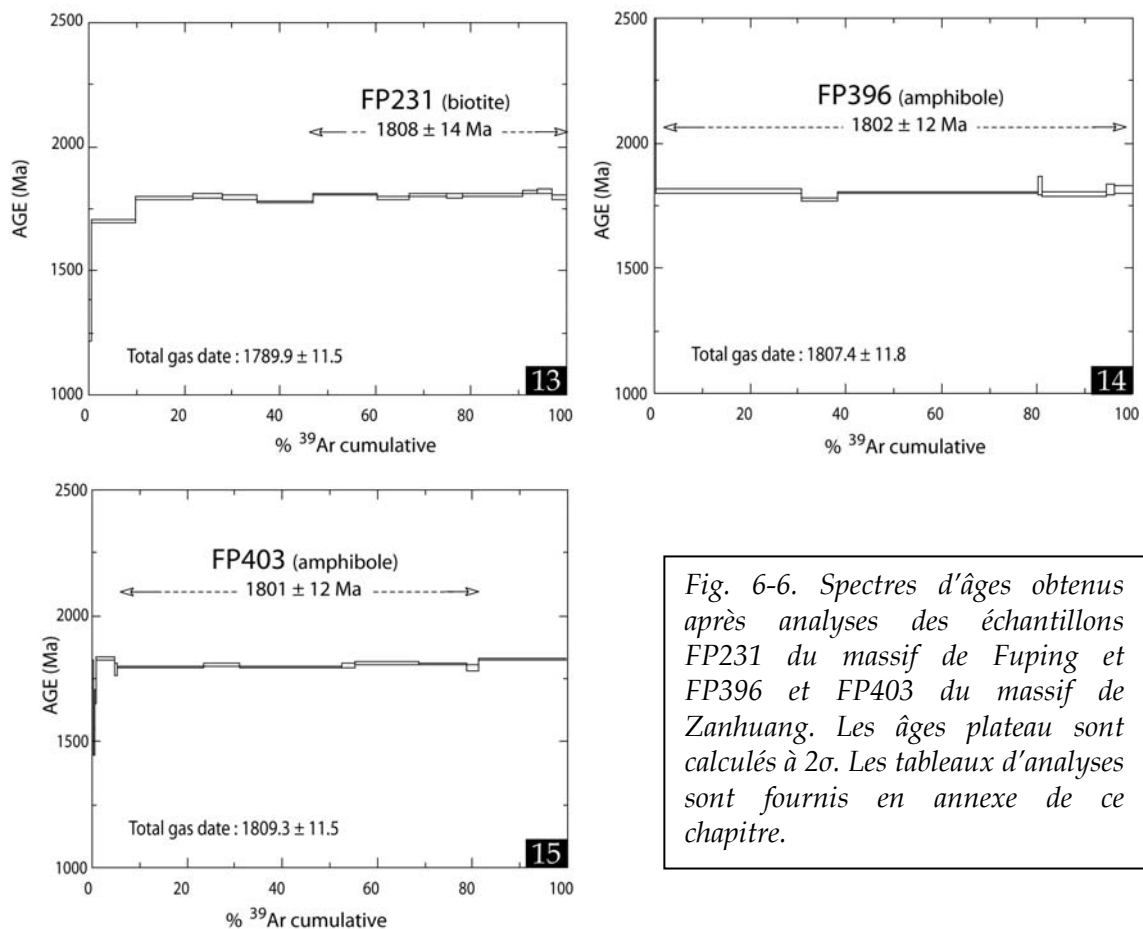 2500
2000
1500
1000
AGE (Ma)
FP231 (biotite)
1808 ± 14 Ma
Total gas date : 1789.9 ± 11.5
13
0 20 40 60 80 100
% ³⁹Ar cumulative
2500
2000
1500
1000
AGE (Ma)
FP396 (amphibole)
1802 ± 12 Ma
Total gas date : 1807.4 ± 11.8
14
0 20 40 60 80 100
% ³⁹Ar cumulative
2500
2000
1500
1000
AGE (Ma)
FP403 (amphibole)
1801 ± 12 Ma
Total gas date : 1809.3 ± 11.5
15
0 20 40 60 80 100
% ³⁹Ar cumulative
Fig. 6-6. Spectres d'âges obtenus
après analyses des échantillons
FP231 du massif de Fuping et
FP396 et FP403 du massif de
Zanhuang. Les âges plateau sont
calculés à 2σ. Les tableaux d'analyses
sont fournis en annexe de ce
chapitre.